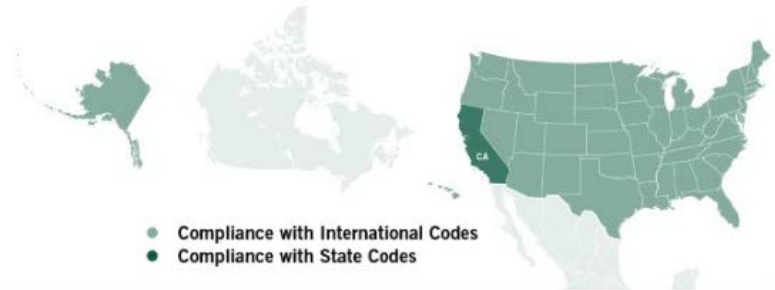 CA
Compliance with International Codes
Compliance with State Codes